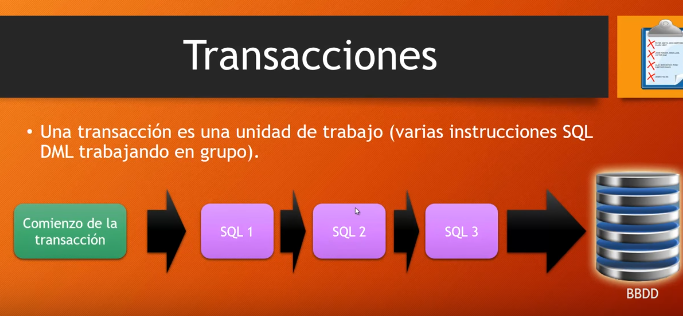 Transacciones
• Una transacción es una unidad de trabajo (varias instrucciones SQL
DML trabajando en grupo).
Comienzo de la
transacción
SQL 1
SQL 2
SQL 3
BBDD